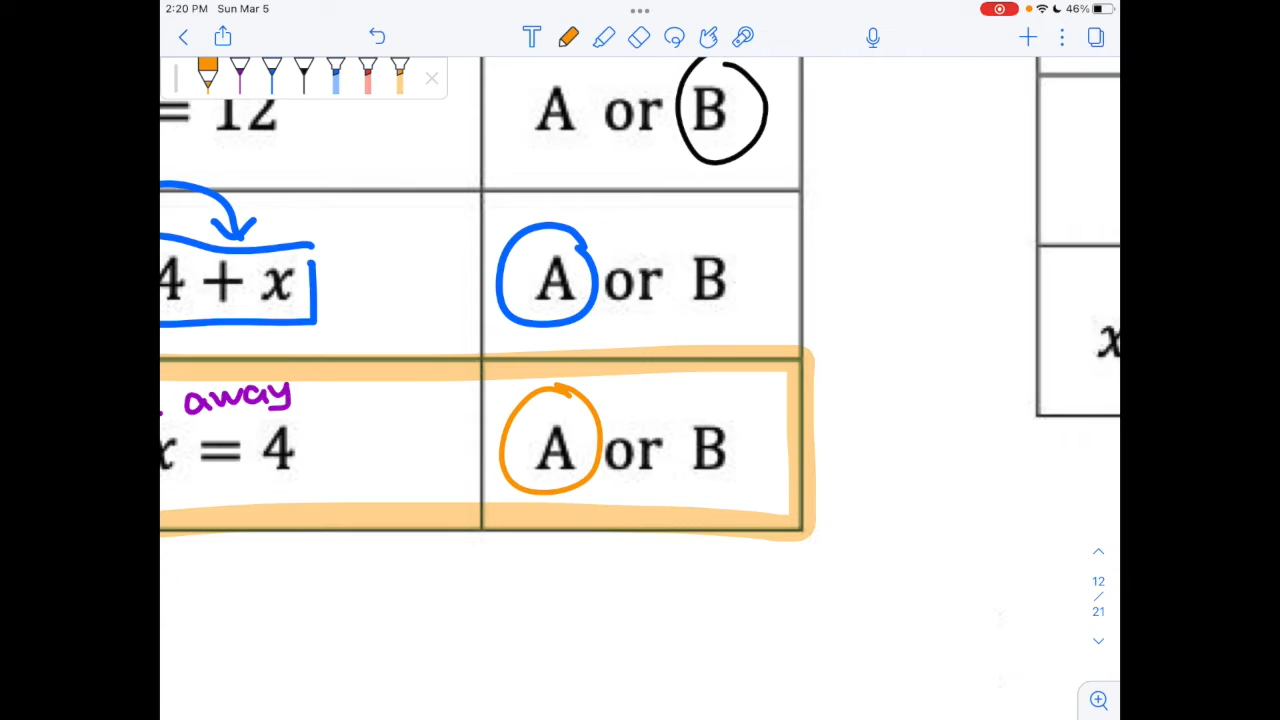 2:20 PM Sun Mar 5
46%
= 12
A or B
4 + x
A or B
away
x = 4
A or B
x
12
/
21